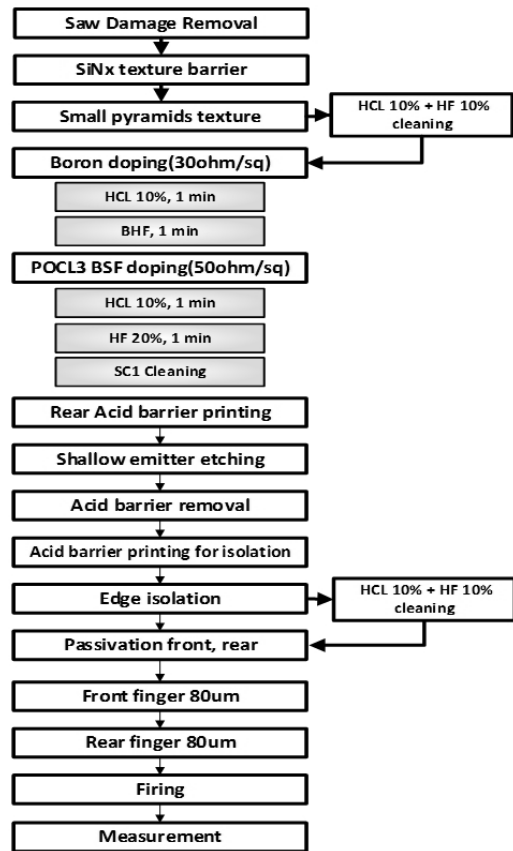 Saw Damage Removal
SiNx texture barrier
Small pyramids texture
HCL 10% + HF 10%
cleaning
Boron doping(30ohm/sq)
HCL 10%, 1 min
BHF, 1 min
POCL3 BSF doping(50ohm/sq)
HCL 10%, 1 min
HF 20%, 1 min
SC1 Cleaning
Rear Acid barrier printing
Shallow emitter etching
Acid barrier removal
Acid barrier printing for isolation
Edge isolation
HCL 10% + HF 10%
cleaning
Passivation front, rear
Front finger 80um
Rear finger 80um
Firing
Measurement